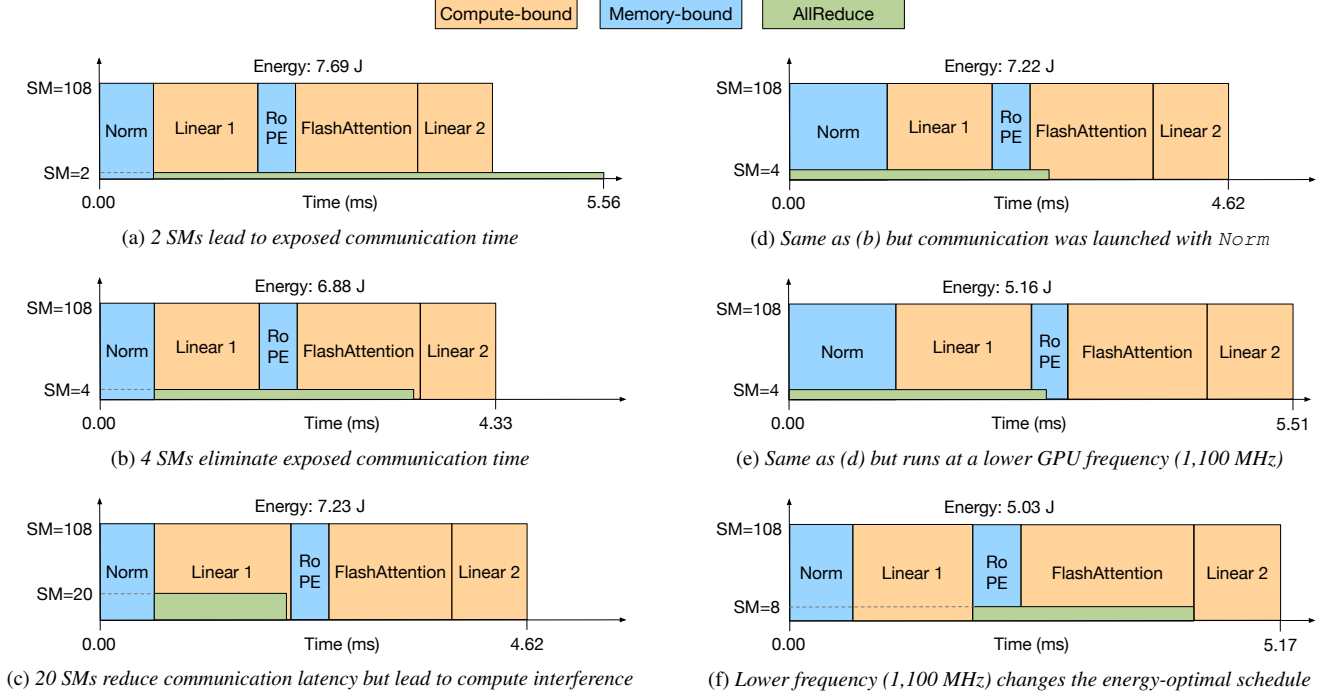 Compute-bound
Memory-bound
AllReduce
Energy: 7.69 J
SM=108
Norm
Linear 1
Ro
PE
FlashAttention
Linear 2
SM=2
0.00
Time (ms)
5.56
(a) 2 SMs lead to exposed communication time
Energy: 6.88 J
SM=108
Norm
Linear 1
Ro
PE
FlashAttention
Linear 2
SM=4
0.00
Time (ms)
4.33
(b) 4 SMs eliminate exposed communication time
Energy: 7.23 J
SM=108
Norm
Linear 1
Ro
PE
FlashAttention
Linear 2
SM=20
0.00
Time (ms)
4.62
(c) 20 SMs reduce communication latency but lead to compute interference
Energy: 7.22 J
SM=108
Norm
Linear 1
Ro
PE
FlashAttention
Linear 2
SM=4
0.00
Time (ms)
4.62
(d) Same as (b) but communication was launched with Norm
Energy: 5.16 J
SM=108
Norm
Linear 1
Ro
PE
FlashAttention
Linear 2
SM=4
0.00
Time (ms)
5.51
(e) Same as (d) but runs at a lower GPU frequency (1,100 MHz)
Energy: 5.03 J
SM=108
Norm
Linear 1
Ro
PE
FlashAttention
Linear 2
SM=8
0.00
Time (ms)
5.17
(f) Lower frequency (1,100 MHz) changes the energy-optimal schedule